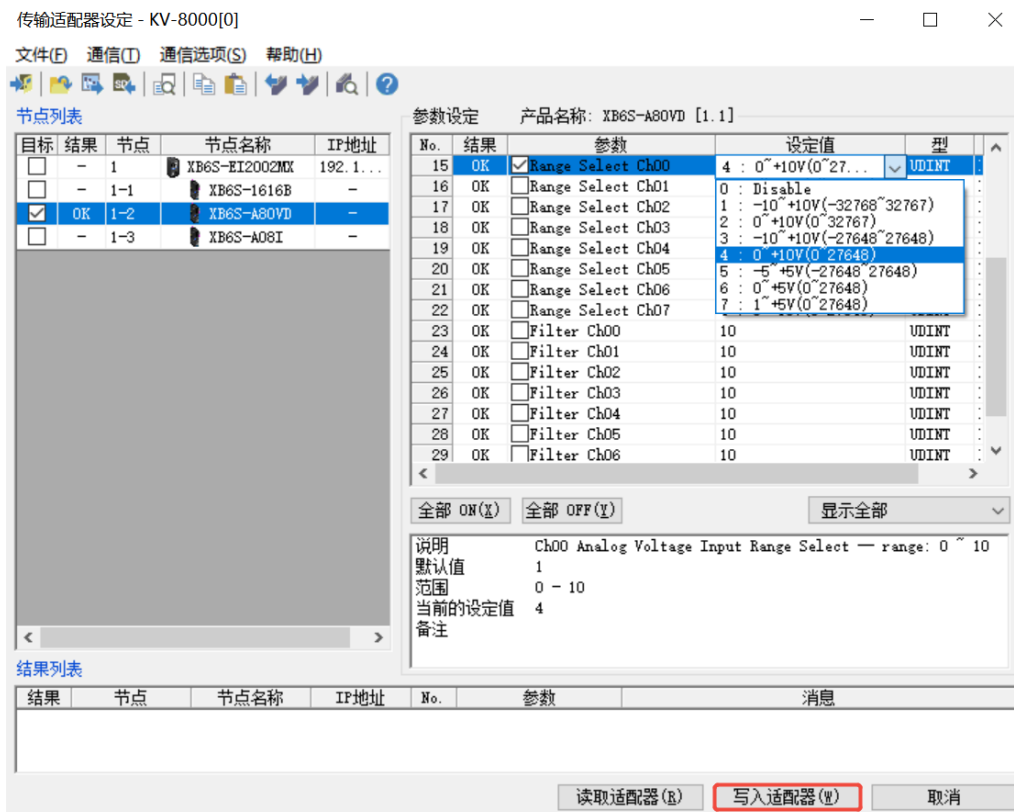 传输适配器设定 - KV-8000[0]
文件(F) 通信(T) 通信选项(S) 帮助(H)
节点列表
目标 结果 节点 节点名称 IP地址
- 1 XB6S-EI2002MX 192.1...
- 1-1 XB6S-1616B -
OK 1-2 XB6S-A80VD -
- 1-3 XB6S-A08I -
参数设定 产品名称: XB6S-A80VD [1.1]
No. 结果 参数 设定值 型
15 OK Range Select Ch00 4 : 0~+10V(0~27... UDINT
16 OK Range Select Ch01
17 OK Range Select Ch02
18 OK Range Select Ch03
19 OK Range Select Ch04
20 OK Range Select Ch05
21 OK Range Select Ch06
22 OK Range Select Ch07
0 : Disable
1 : -10~+10V(-32768~32767)
2 : 0~+10V(0~32767)
3 : -10~+10V(-27648~27648)
4 : 0~+10V(0~27648)
5 : -5~+5V(-27648~27648)
6 : 0~+5V(0~27648)
7 : 1~+5V(0~27648)
23 OK Filter Ch00 10 UDINT
24 OK Filter Ch01 10 UDINT
25 OK Filter Ch02 10 UDINT
26 OK Filter Ch03 10 UDINT
27 OK Filter Ch04 10 UDINT
28 OK Filter Ch05 10 UDINT
29 OK Filter Ch06 10 UDINT
全部 ON(X) 全部 OFF(Y) 显示全部
说明 Ch00 Analog Voltage Input Range Select — range: 0 ~ 10
默认值 1
范围 0 - 10
当前的设定值 4
备注
结果列表
结果 节点 节点名称 IP地址 No. 参数 消息
读取适配器(R) 写入适配器(W) 取消